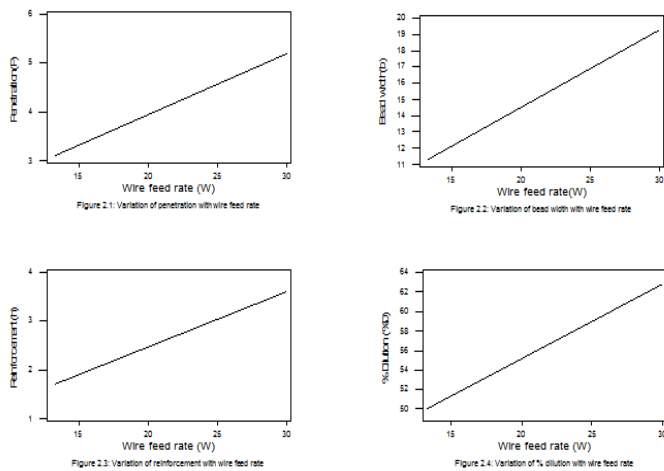 6
5
4
3
Penetration(P)
15 20 25 30
Wire feed rate (W)
Figure 2.1: Variation of penetration with wire feed rate
20
19
18
17
16
15
14
13
12
11
Bead width(b)
15 20 25 30
Wire feed rate(W)
Figure 2.2: Variation of bead width with wire feed rate
4
3
2
1
Reinforcement(h)
15 20 25 30
Wire feed rate (W)
Figure 2.3: Variation of reinforcement with wire feed rate
64
62
60
58
56
54
52
50
% Dilution (%D)
15 20 25 30
Wire feed rate (W)
Figure 2.4: Variation of % dilution with wire feed rate